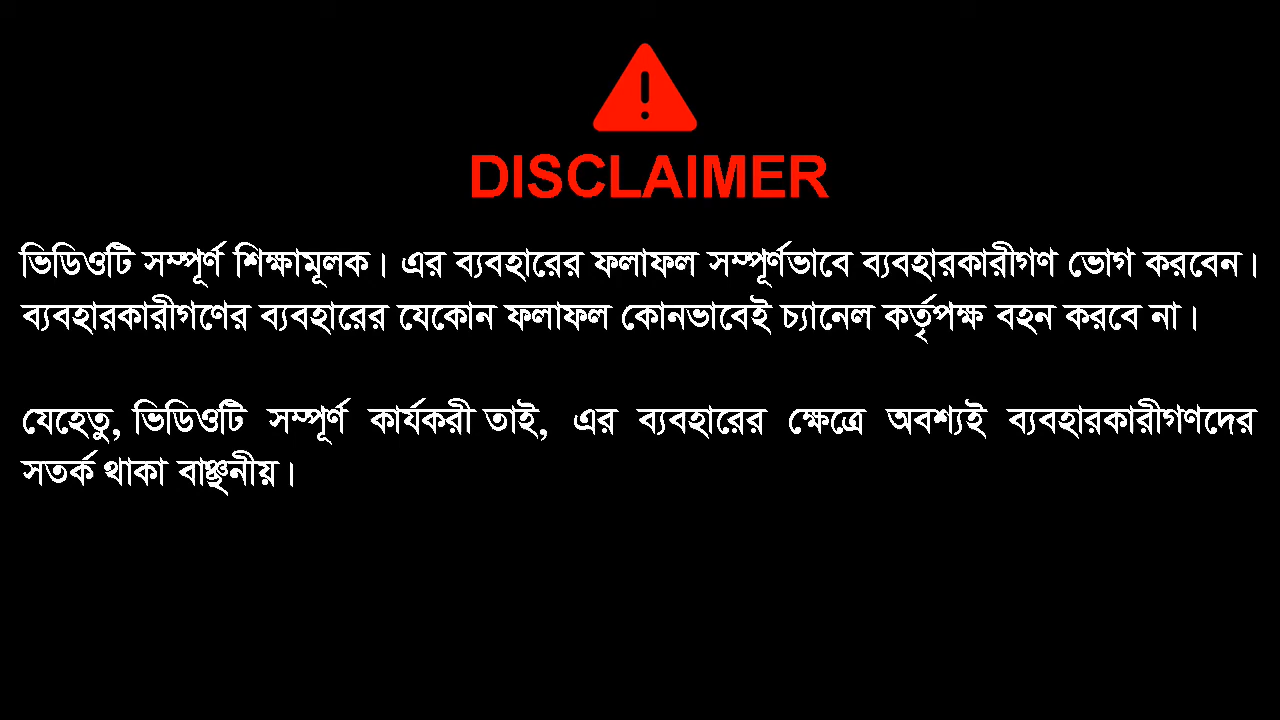 DISCLAIMER
ভিডিওটি সম্পূর্ণ শিক্ষামূলক। এর ব্যবহারের ফলাফল সম্পূর্ণভাবে ব্যবহারকারীগণ ভোগ করবেন।
ব্যবহারকারীগণের ব্যবহারের যেকোন ফলাফল কোনভাবেই চ্যানেল কর্তৃপক্ষ বহন করবে না।
যেহেতু, ভিডিওটি সম্পূর্ণ কার্যকরী তাই, এর ব্যবহারের ক্ষেত্রে অবশ্যই ব্যবহারকারীগণদের
সতর্ক থাকা বাঞ্ছনীয়।